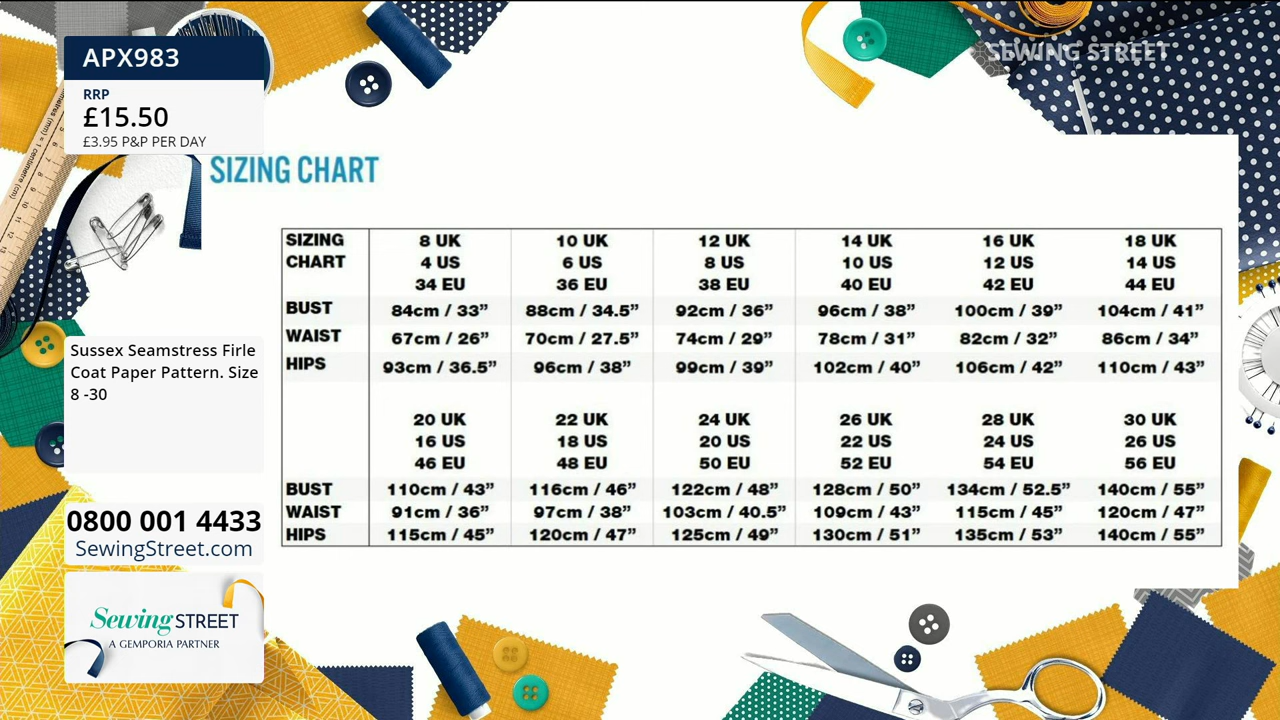 APX983
RRP
£15.50
£3.95 P&P PER DAY
SEWING STREET
SIZING CHART
SIZING CHART 8 UK 4 US 34 EU 10 UK 6 US 36 EU 12 UK 8 US 38 EU 14 UK 10 US 40 EU 16 UK 12 US 42 EU 18 UK 14 US 44 EU
BUST 84cm / 33” 88cm / 34.5” 92cm / 36” 96cm / 38” 100cm / 39” 104cm / 41”
WAIST 67cm / 26” 70cm / 27.5” 74cm / 29” 78cm / 31” 82cm / 32” 86cm / 34”
HIPS 93cm / 36.5” 96cm / 38” 99cm / 39” 102cm / 40” 106cm / 42” 110cm / 43”
20 UK 22 UK 24 UK 26 UK 28 UK 30 UK
16 US 18 US 20 US 22 US 24 US 26 US
46 EU 48 EU 50 EU 52 EU 54 EU 56 EU
BUST 110cm / 43” 116cm / 46” 122cm / 48” 128cm / 50” 134cm / 52.5” 140cm / 55”
WAIST 91cm / 36” 97cm / 38” 103cm / 40.5” 109cm / 43” 115cm / 45” 120cm / 47”
HIPS 115cm / 45” 120cm / 47” 125cm / 49” 130cm / 51” 135cm / 53” 140cm / 55”
Sussex Seamstress Firle
Coat Paper Pattern. Size
8 -30
0800 001 4433
SewingStreet.com
Sewing STREET
A GEMPORIA PARTNER